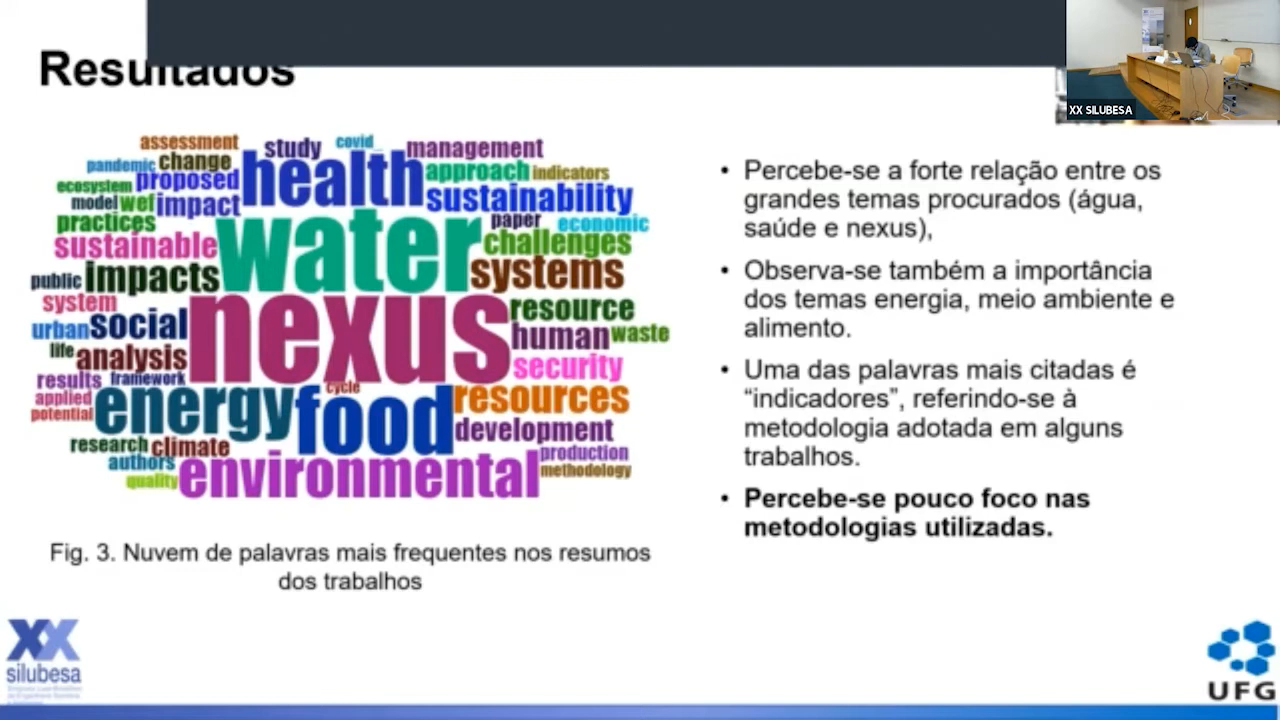 Resultados
XX SILUBESA
assessment
study
covid
management
pandemic
change
health
approach
indicators
ecosystem
proposed
sustainability
model
wef
impact
practices
water
paper
economic
sustainable
challenges
public
impacts
systems
system
nexus
resource
urban
social
human
waste
life
analysis
security
results
framework
cycle
applied
energy
food
resources
potential
development
research
climate
production
authors
environmental
methodology
quality
Fig. 3. Nuvem de palavras mais frequentes nos resumos
dos trabalhos
• Percebe-se a forte relação entre os
grandes temas procurados (água,
saúde e nexus),
• Observa-se também a importância
dos temas energia, meio ambiente e
alimento.
• Uma das palavras mais citadas é
“indicadores”, referindo-se à
metodologia adotada em alguns
trabalhos.
• Percebe-se pouco foco nas
metodologias utilizadas.
XX
silubesa
UFG